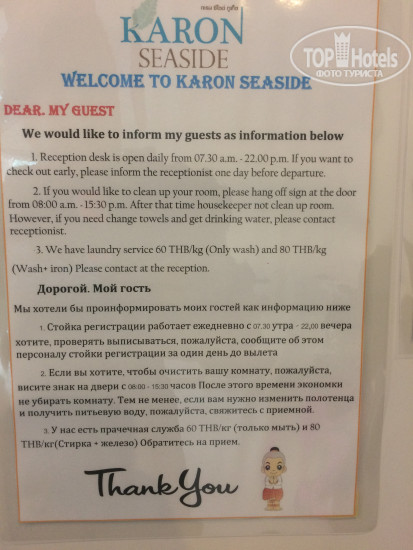 TOP Hotels
ФОТО ТУРИСТА
KARON
SEASIDE
WELCOME TO KARON SEASIDE
DEAR. MY GUEST
We would like to inform my guests as information below
1. Reception desk is open daily from 07.30 a.m. - 22.00 p.m. If you want to
check out early, please inform the receptionist one day before departure.
2. If you would like to clean up your room, please hang off sign at the door
from 08:00 a.m. -15:30 p.m. After that time housekeeper not clean up room.
However, if you need change towels and get drinking water, please contact
receptionist.
3. We have laundry service 60 THB/kg (Only wash) and 80 THB/kg
(Wash+ iron) Please contact at the reception.
Дорогой. Мой гость
Мы хотели бы проинформировать моих гостей как информацию ниже
1. Стойка регистрации работает ежедневно с 07.30 утра - 22,00 вечера
хотите, проверять выписываться, пожалуйста, сообщите об этом
персоналу стойки регистрации за один день до вылета
2. Если вы хотите, чтобы очистить вашу комнату, пожалуйста,
висите знак на двери с 08:00 - 15:30 часов После этого времени экономки
не убирать комнату. Тем не менее, если вам нужно изменить полотенца
и получить питьевую воду, пожалуйста, свяжитесь с приемной.
3. У нас есть прачечная служба 60 THB/кг (только мыть) и 80
THB/кг(Стирка + железо) Обратитесь на прием.
Thank You